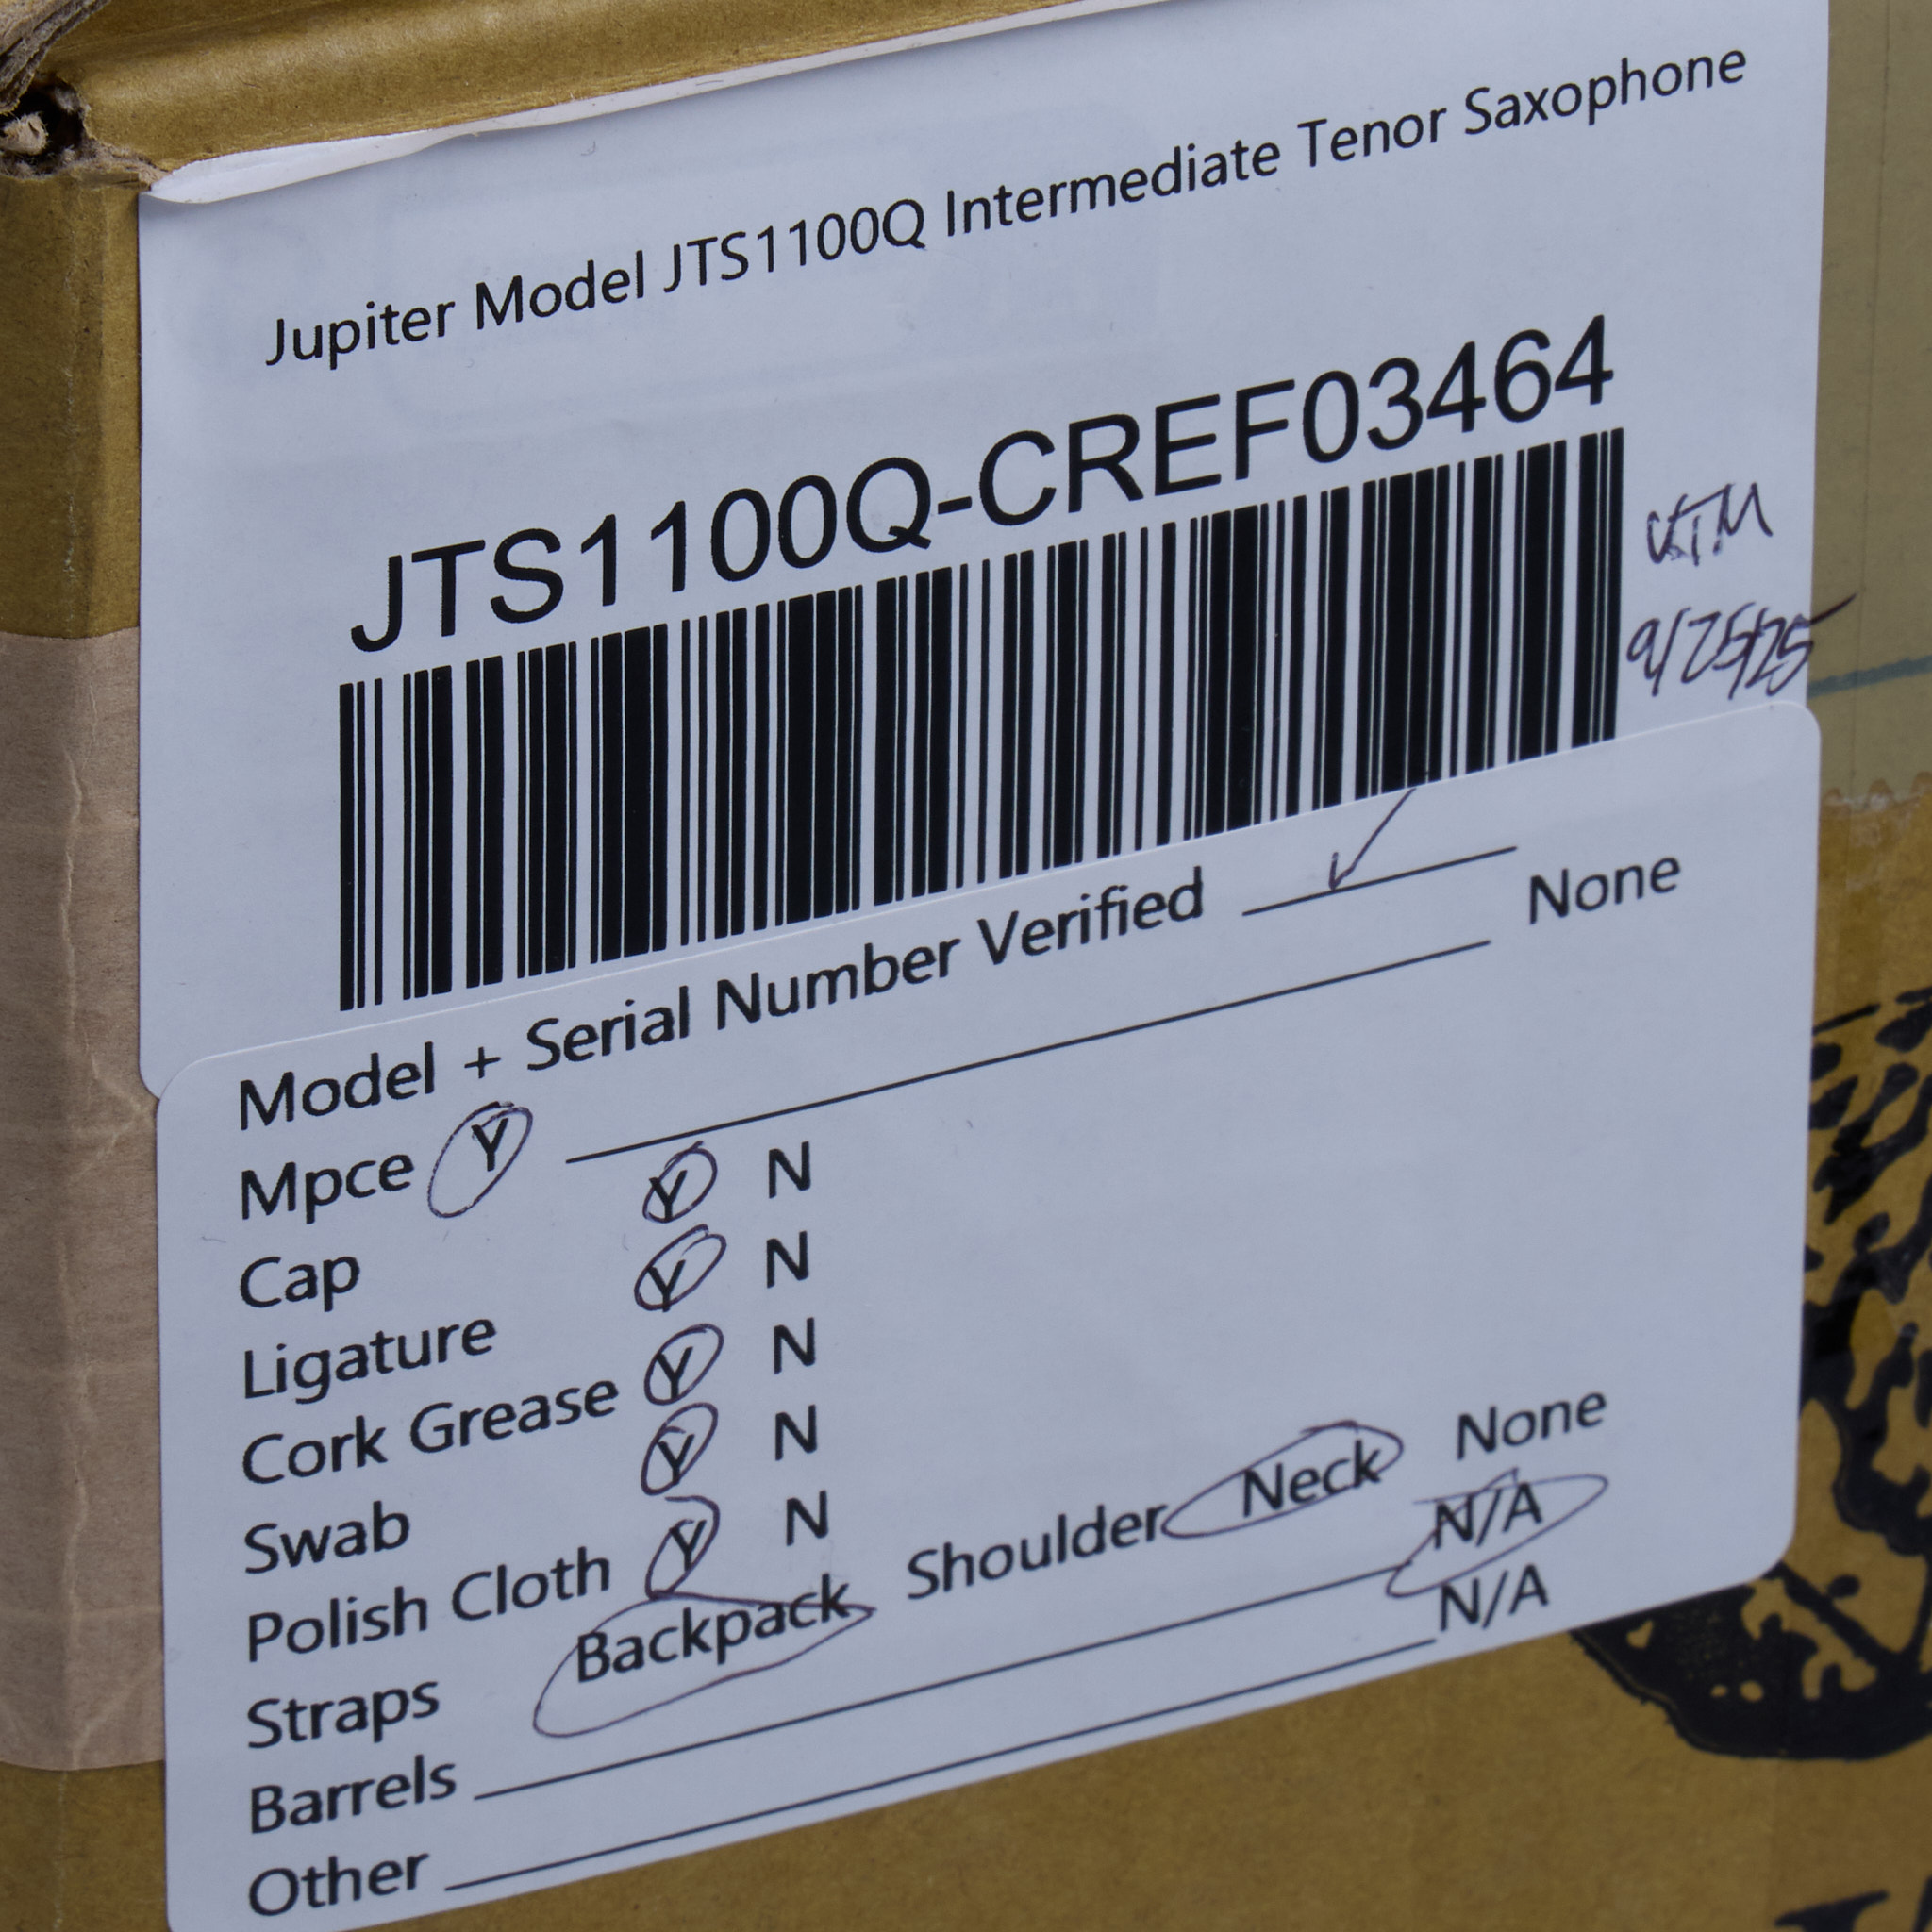 Jupiter Model JTS1100Q Intermediate Tenor Saxophone
JTS1100Q-CREF03464
9/25/25
Model + Serial Number Verified ✓
Mpce Y None
Cap Y N
Ligature Y N
Cork Grease Y N
Swab Y N
Polish Cloth Y N
Straps Backpack Shoulder Neck None
Barrels N/A
Other N/A